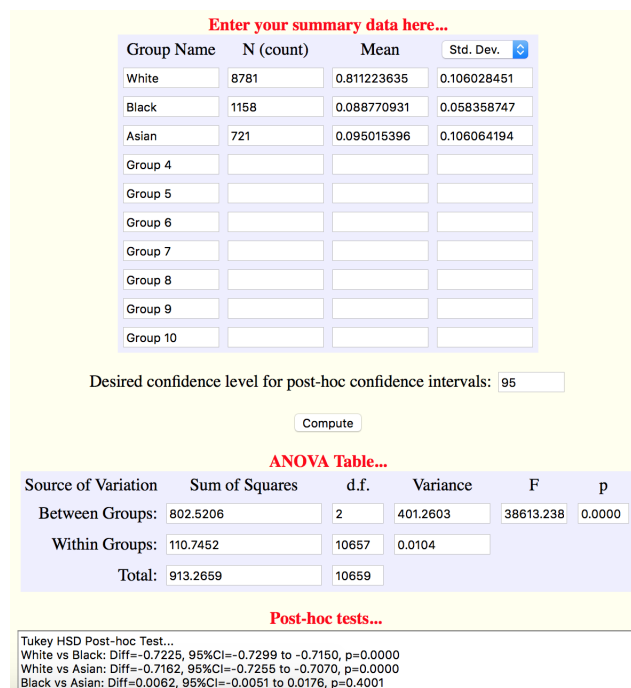 Enter your summary data here...
Group Name N (count) Mean Std. Dev.
White 8781 0.811223635 0.106028451
Black 1158 0.088770931 0.058358747
Asian 721 0.095015396 0.106064194
Group 4
Group 5
Group 6
Group 7
Group 8
Group 9
Group 10
Desired confidence level for post-hoc confidence intervals: 95
Compute
ANOVA Table...
Source of Variation Sum of Squares d.f. Variance F p
Between Groups: 802.5206 2 401.2603 38613.238 0.0000
Within Groups: 110.7452 10657 0.0104
Total: 913.2659 10659
Post-hoc tests...
Tukey HSD Post-hoc Test...
White vs Black: Diff=-0.7225, 95%CI=-0.7299 to -0.7150, p=0.0000
White vs Asian: Diff=-0.7162, 95%CI=-0.7255 to -0.7070, p=0.0000
Black vs Asian: Diff=0.0062, 95%CI=-0.0051 to 0.0176, p=0.4001